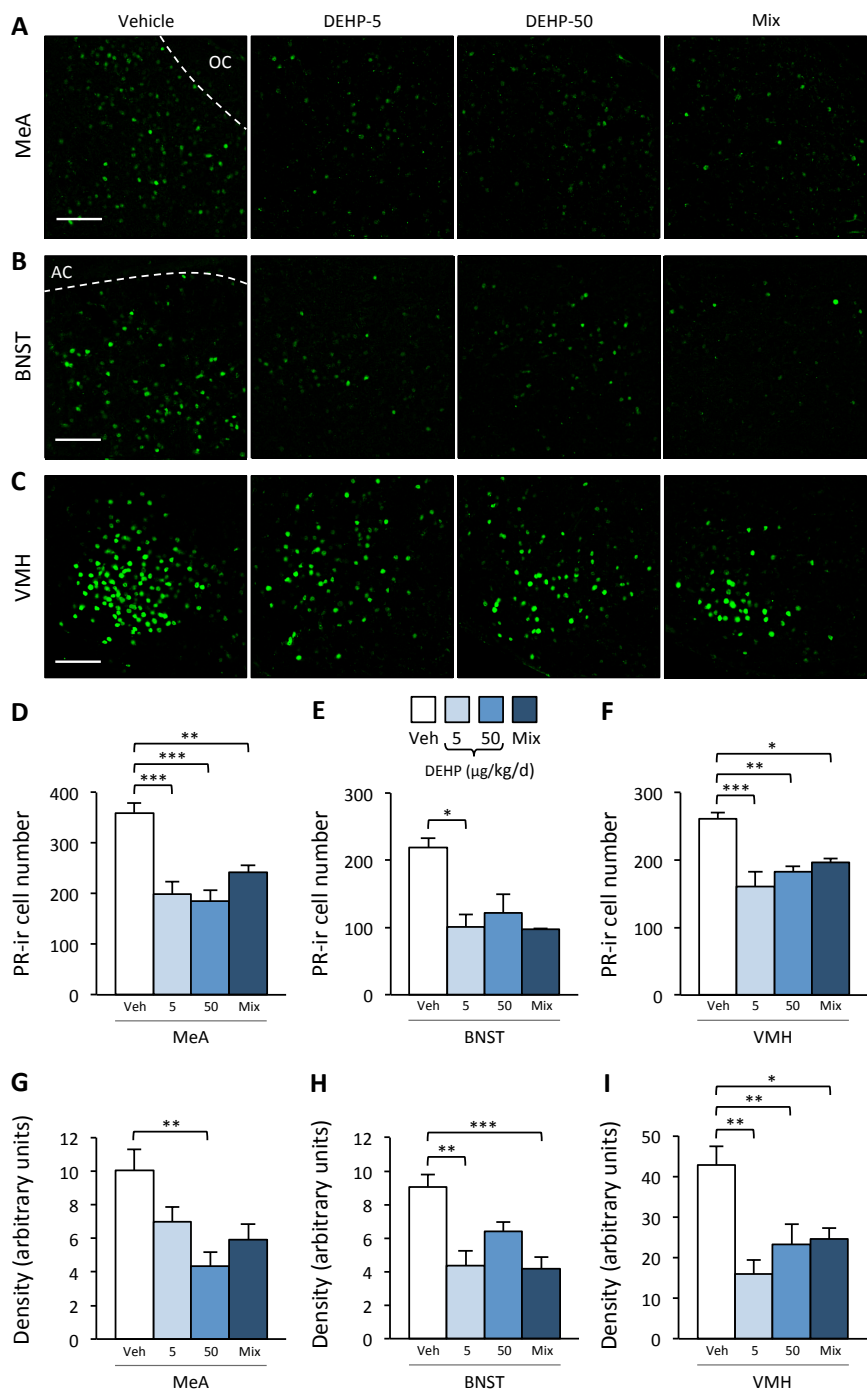 A
Vehicle
DEHP-5
DEHP-50
Mix
OC
MeA
B
AC
BNST
C
VMH
D
**
***
***
PR-ir cell number
400
300
200
100
0
Veh 5 50 Mix
MeA
E
Veh 5 50 Mix
DEHP (µg/kg/d)
*
PR-ir cell number
300
200
100
0
Veh 5 50 Mix
BNST
F
*
**
***
PR-ir cell number
300
200
100
0
Veh 5 50 Mix
VMH
G
**
Density (arbitrary units)
12
10
8
6
4
2
0
Veh 5 50 Mix
MeA
H
***
**
Density (arbitrary units)
12
10
8
6
4
2
0
Veh 5 50 Mix
BNST
I
*
**
**
Density (arbitrary units)
50
40
30
20
10
0
Veh 5 50 Mix
VMH